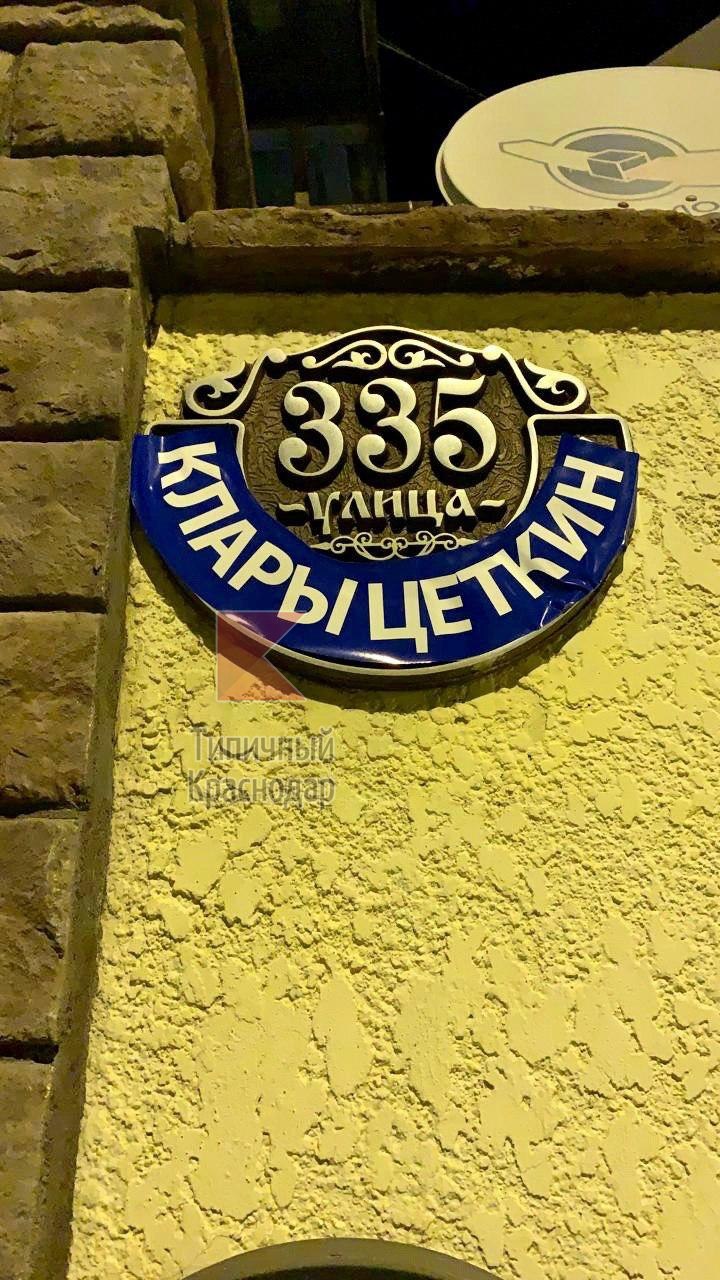 335
~улица~
КЛАРЫ ЦЕТКИН
Типичный
Краснодар